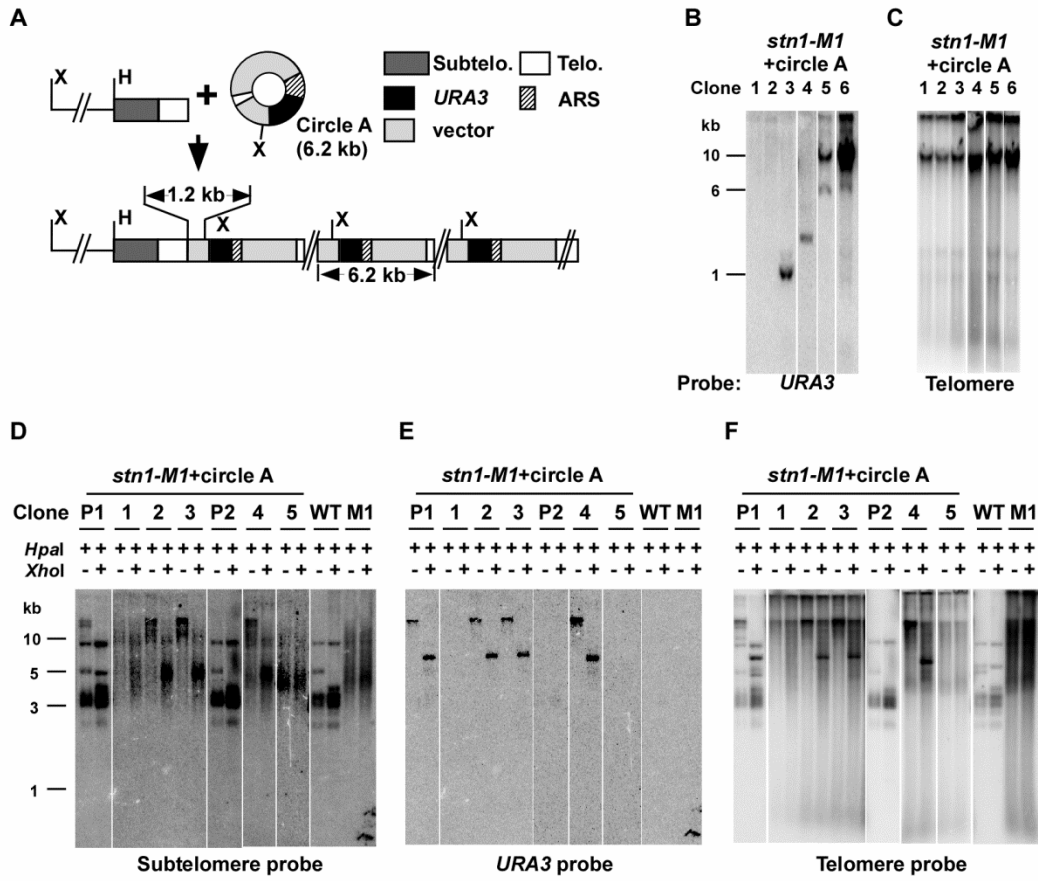 A
X
H
+
X
Circle A
(6.2 kb)
Subtelo.
Telo.
URA3
ARS
vector
1.2 kb
X
H
X
X
X
6.2 kb
B
stn1-M1
+circle A
Clone 1 2 3 4 5 6
kb
10
6
1
Probe: URA3
C
stn1-M1
+circle A
1 2 3 4 5 6
Telomere
D
stn1-M1+circle A
Clone P1 1 2 3 P2 4 5 WT M1
HpaI + + + + + + + + + + + + + + + + + +
XhoI - + - + - + - + - + - + - + - + - +
kb
10
5
3
1
Subtelomere probe
E
stn1-M1+circle A
P1 1 2 3 P2 4 5 WT M1
+ + + + + + + + + + + + + + + + + +
- + - + - + - + - + - + - + - + - +
URA3 probe
F
stn1-M1+circle A
P1 1 2 3 P2 4 5 WT M1
+ + + + + + + + + + + + + + + + + +
- + - + - + - + - + - + - + - + - +
Telomere probe